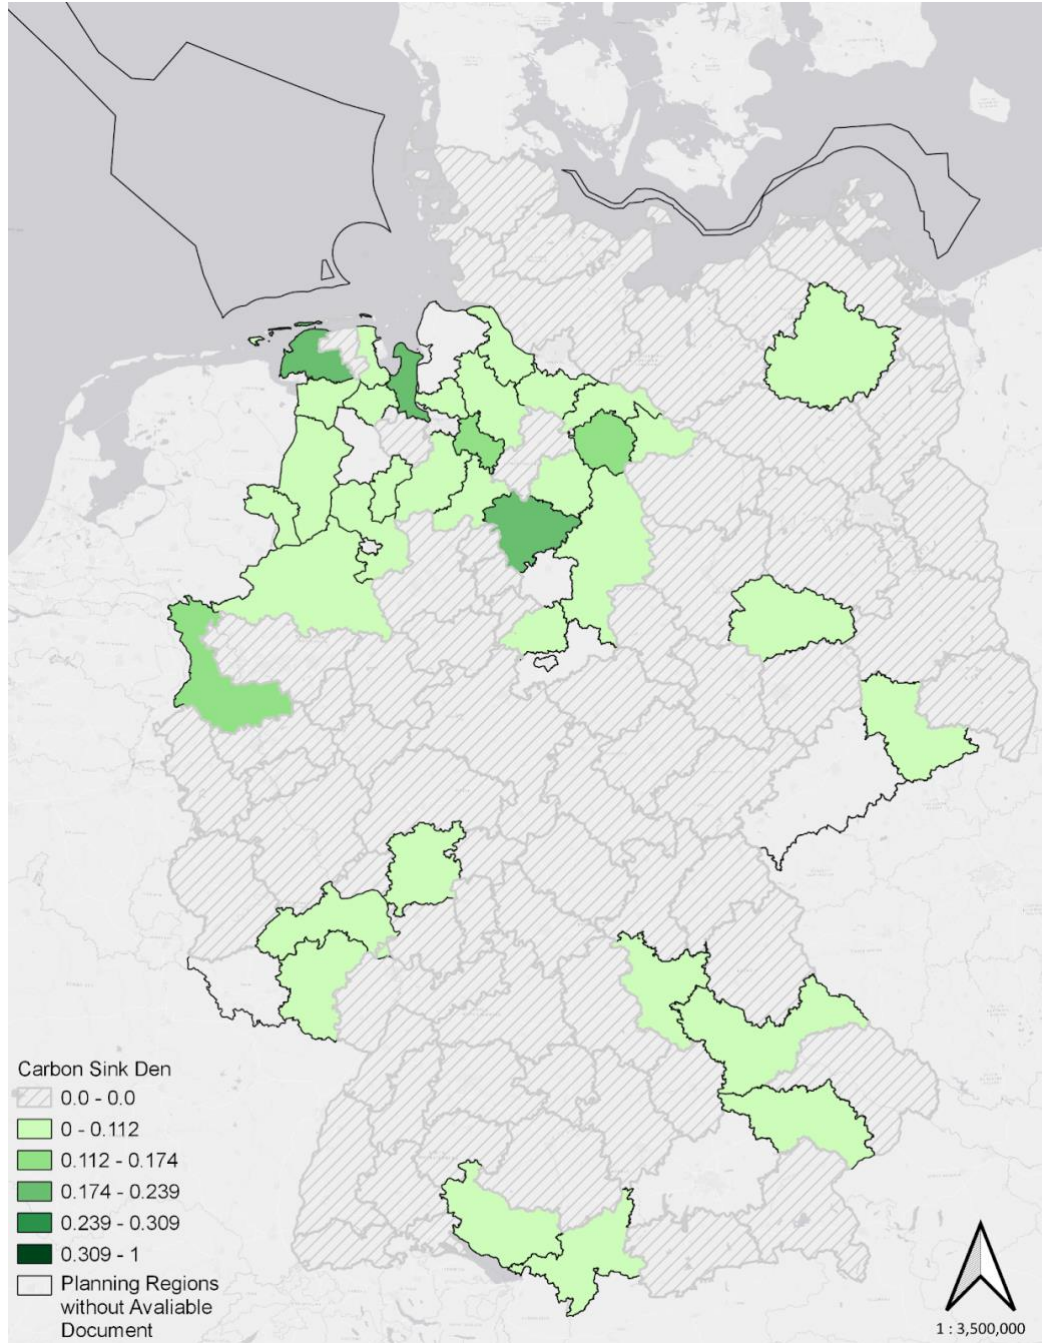 Carbon Sink Den
0.0 - 0.0
0 - 0.112
0.112 - 0.174
0.174 - 0.239
0.239 - 0.309
0.309 - 1
Planning Regions
without Avaliable
Document
1 : 3,500,000